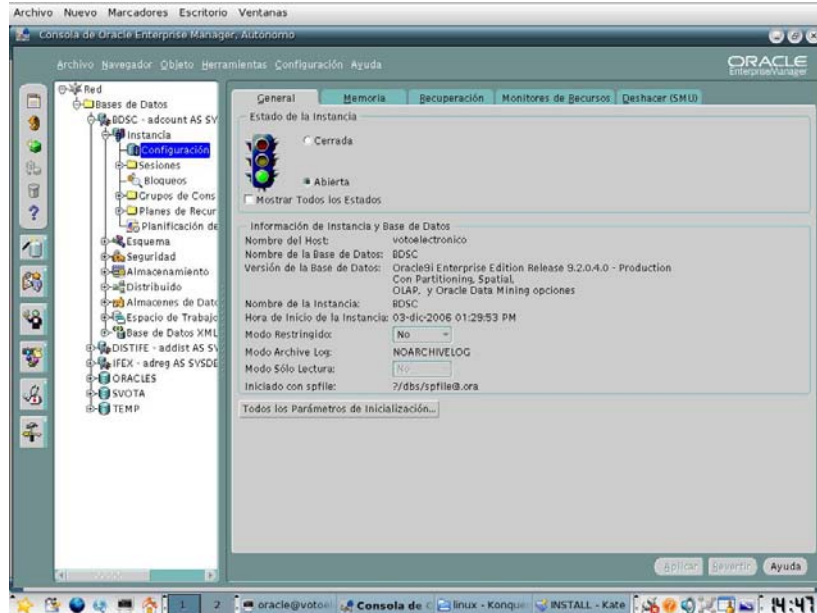 Archivo Nuevo Marcadores Escritorio Ventanas
Consola de Oracle Enterprise Manager, Autónomo
Archivo Navegador Objeto Herramientas Configuración Ayuda
ORACLE
Enterprise Manager
Red
Bases de Datos
BDSC - adcount AS SY
Instancia
Configuración
Sesiones
Bloqueos
Grupos de Cons
Planes de Recur
Planificación de
Esquema
Seguridad
Almacenamiento
Distribuido
Almacenes de Dato
Espacio de Trabajo
Base de Datos XML
DISTIFE - addist AS SY
IFEX - adreg AS SYSDE
ORACLES
SVOTA
TEMP
General Memoria Recuperación Monitores de Recursos Deshacer (SMU)
Estado de la Instancia
Cerrada
Abierta
Mostrar Todos los Estados
Información de Instancia y Base de Datos
Nombre del Host: votoelectronico
Nombre de la Base de Datos: BDSC
Versión de la Base de Datos: Oracle9i Enterprise Edition Release 9.2.0.4.0 - Production
Con Partitioning, Spatial,
OLAP, y Oracle Data Mining opciones
Nombre de la Instancia: BDSC
Hora de Inicio de la Instancia: 03-dic-2006 01:29:53 PM
Modo Restringido: No
Modo Archive Log: NOARCHIVELOG
Modo Sólo Lectura: No
Iniciado con spfile: ?/dbs/spfile@.ora
Todos los Parámetros de Inicialización...
Aplicar Revertir Ayuda
1 2 oracle@votoel Consola de C linux - Konque INSTALL - Kate 14:47